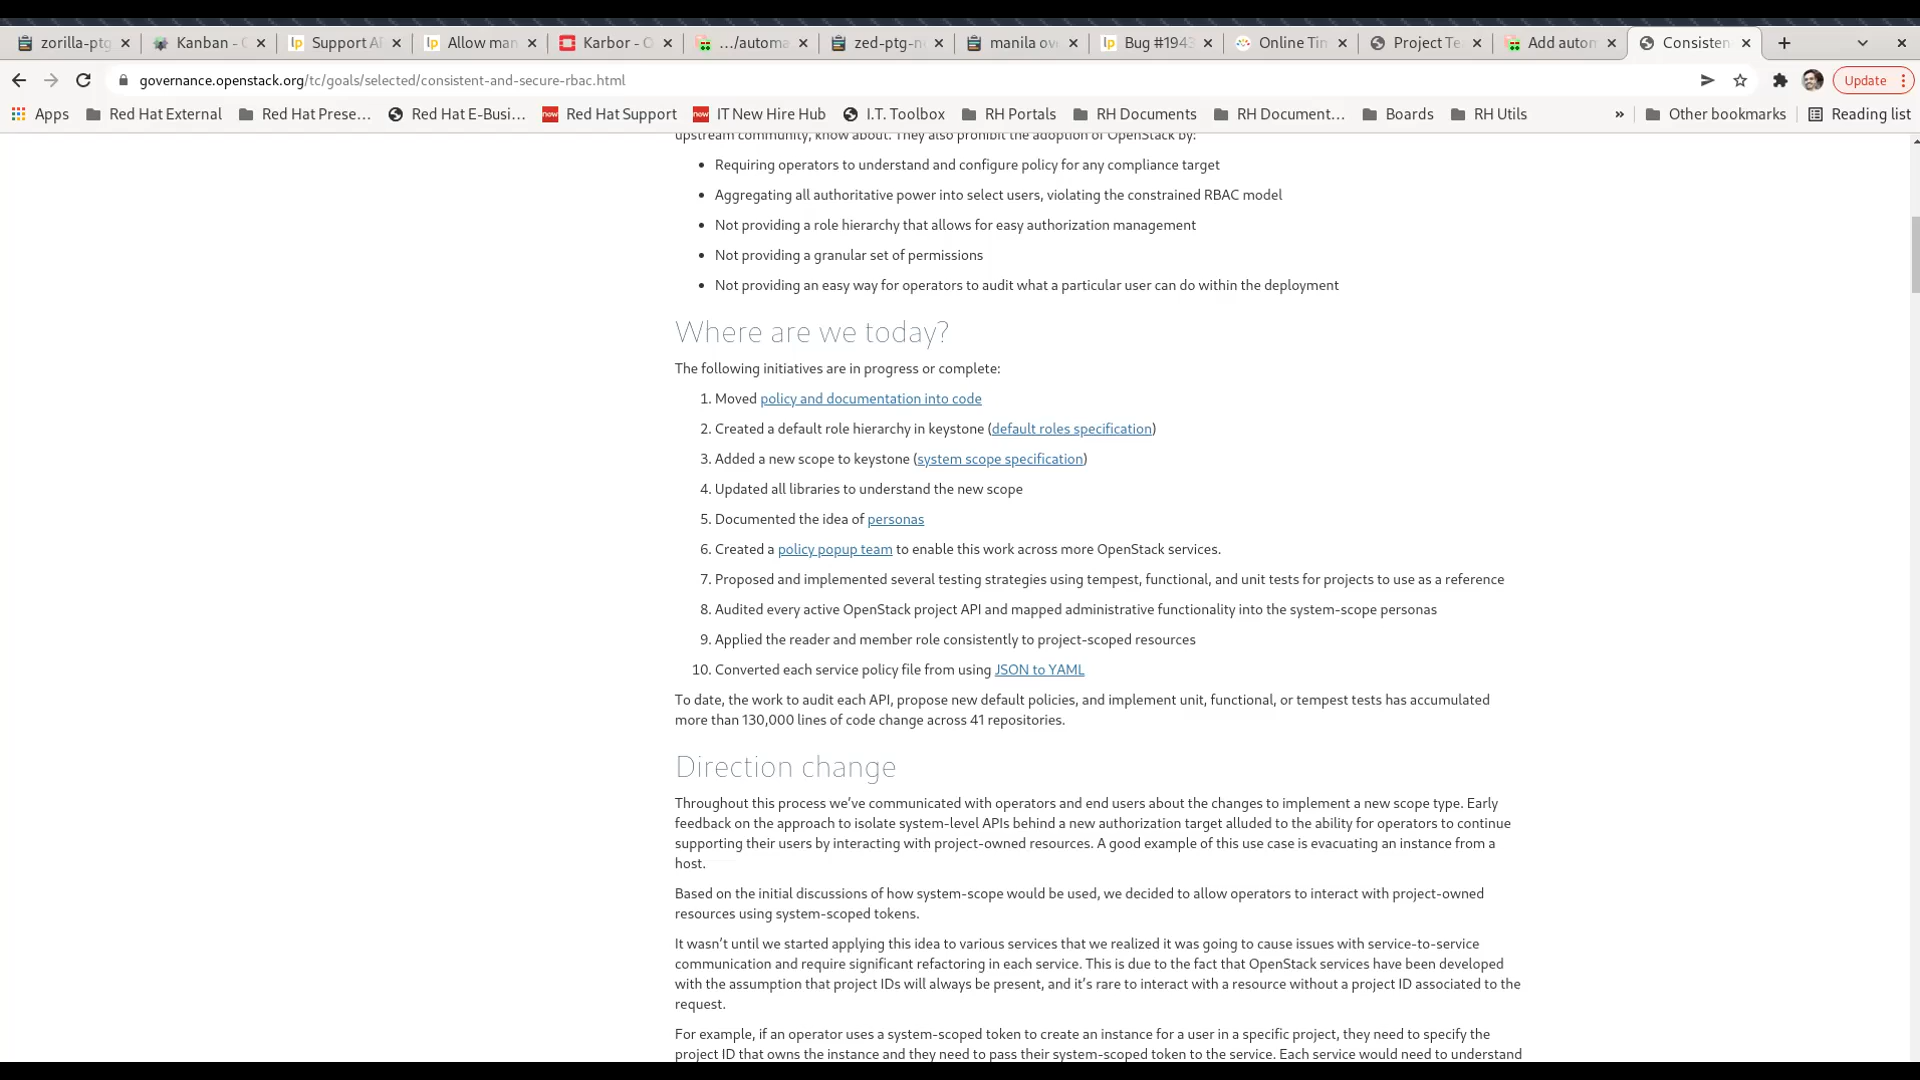 zorilla-ptg
Kanban - O
Support AP
Allow man
Karbor - O
.../automa
zed-ptg-n
manila ov
Bug #1943
Online Tim
Project Te
Add autom
Consisten
governance.openstack.org/tc/goals/selected/consistent-and-secure-rbac.html
Update
Apps
Red Hat External
Red Hat Prese...
Red Hat E-Busi...
Red Hat Support
IT New Hire Hub
I.T. Toolbox
RH Portals
RH Documents
RH Document...
Boards
RH Utils
»
Other bookmarks
Reading list
upstream community, know about. They also prohibit the adoption of OpenStack by:
• Requiring operators to understand and configure policy for any compliance target
• Aggregating all authoritative power into select users, violating the constrained RBAC model
• Not providing a role hierarchy that allows for easy authorization management
• Not providing a granular set of permissions
• Not providing an easy way for operators to audit what a particular user can do within the deployment
Where are we today?
The following initiatives are in progress or complete:
1. Moved policy and documentation into code
2. Created a default role hierarchy in keystone (default roles specification)
3. Added a new scope to keystone (system scope specification)
4. Updated all libraries to understand the new scope
5. Documented the idea of personas
6. Created a policy popup team to enable this work across more OpenStack services.
7. Proposed and implemented several testing strategies using tempest, functional, and unit tests for projects to use as a reference
8. Audited every active OpenStack project API and mapped administrative functionality into the system-scope personas
9. Applied the reader and member role consistently to project-scoped resources
10. Converted each service policy file from using JSON to YAML
To date, the work to audit each API, propose new default policies, and implement unit, functional, or tempest tests has accumulated
more than 130,000 lines of code change across 41 repositories.
Direction change
Throughout this process we’ve communicated with operators and end users about the changes to implement a new scope type. Early
feedback on the approach to isolate system-level APIs behind a new authorization target alluded to the ability for operators to continue
supporting their users by interacting with project-owned resources. A good example of this use case is evacuating an instance from a
host.
Based on the initial discussions of how system-scope would be used, we decided to allow operators to interact with project-owned
resources using system-scoped tokens.
It wasn’t until we started applying this idea to various services that we realized it was going to cause issues with service-to-service
communication and require significant refactoring in each service. This is due to the fact that OpenStack services have been developed
with the assumption that project IDs will always be present, and it’s rare to interact with a resource without a project ID associated to the
request.
For example, if an operator uses a system-scoped token to create an instance for a user in a specific project, they need to specify the
project ID that owns the instance and they need to pass their system-scoped token to the service. Each service would need to understand